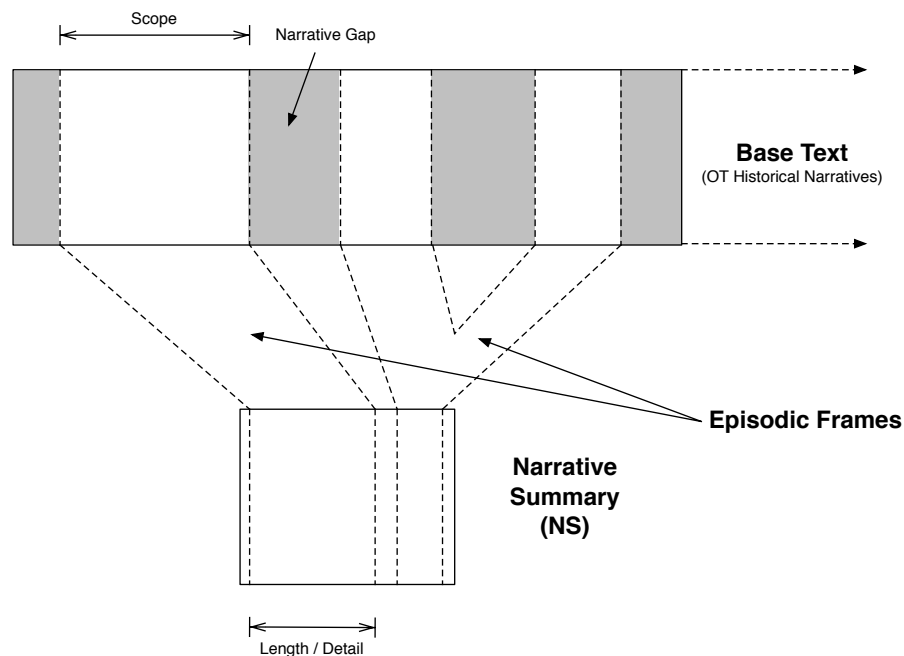 Scope
Narrative Gap
Base Text
(OT Historical Narratives)
Episodic Frames
Narrative
Summary
(NS)
Length / Detail